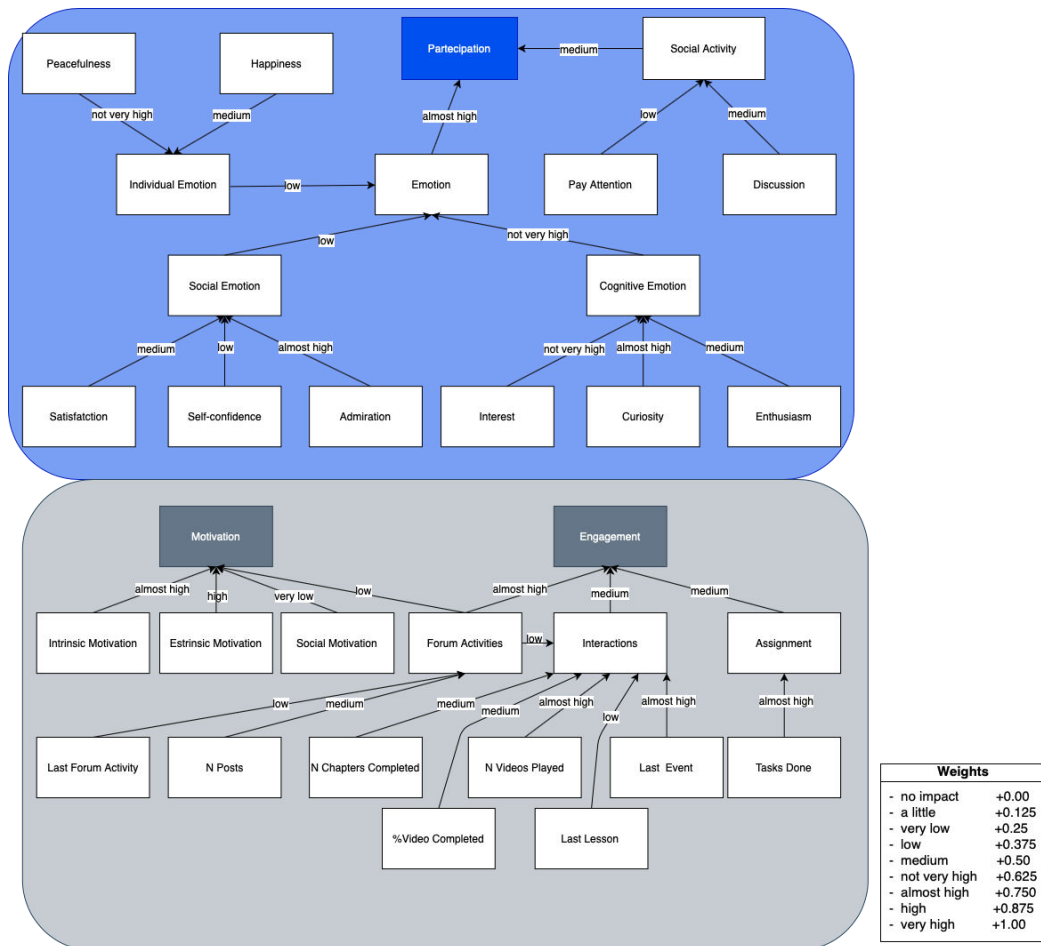 Peacefulness
Happiness
Partecipation
medium
Social Activity
not very high
medium
almost high
low
medium
Individual Emotion
low
Emotion
Pay Attention
Discussion
low
not very high
Social Emotion
Cognitive Emotion
medium
low
almost high
not very high
almost high
medium
Satisfatction
Self-confidence
Admiration
Interest
Curiosity
Enthusiasm
Motivation
Engagement
almost high
high
very low
low
almost high
medium
medium
Intrinsic Motivation
Estrinsic Motivation
Social Motivation
Forum Activities
low
Interactions
Assignment
low
medium
medium
medium
almost high
low
almost high
almost high
Last Forum Activity
N Posts
N Chapters Completed
N Videos Played
Last Event
Tasks Done
%Video Completed
Last Lesson
Weights
- no impact +0.00
- a little +0.125
- very low +0.25
- low +0.375
- medium +0.50
- not very high +0.625
- almost high +0.750
- high +0.875
- very high +1.00